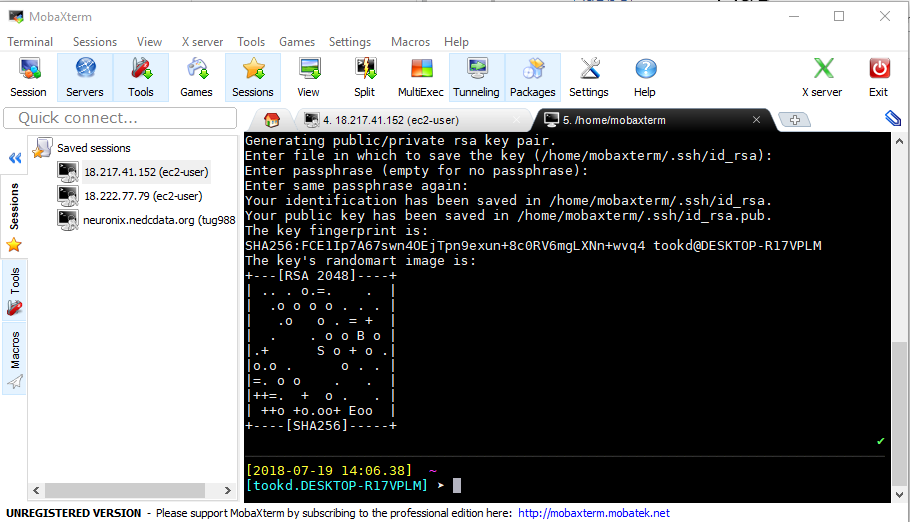 MobaXterm
Terminal Sessions View X server Tools Games Settings Macros Help
Session Servers Tools Games Sessions View Split MultiExec Tunneling Packages Settings Help X server Exit
Quick connect...
4. 18.217.41.152 (ec2-user)
5. /home/mobaxterm
Saved sessions
18.217.41.152 (ec2-user)
18.222.77.79 (ec2-user)
neuronix.nedcdata.org (tug988
Sessions
Tools
Macros
Generating public/private rsa key pair.
Enter file in which to save the key (/home/mobaxterm/.ssh/id_rsa):
Enter passphrase (empty for no passphrase):
Enter same passphrase again:
Your identification has been saved in /home/mobaxterm/.ssh/id_rsa.
Your public key has been saved in /home/mobaxterm/.ssh/id_rsa.pub.
The key fingerprint is:
SHA256:FCE1Ip7A67swn4OEjTpn9exun+8c0RV6mgLXNn+wvq4 tookd@DESKTOP-R17VPLM
The key's randomart image is:
+---[RSA 2048]----+
| .. . o.=.    .  |
|  .o o o o . . . |
|   .o   o . = +  |
|  .    . o o B o |
|.+      S o + o .|
|o.o .      o . . |
|=. o o    .   .  |
|++=.  +  o .   . |
| ++o +o.oo+ Eoo  |
+----[SHA256]-----+
[2018-07-19 14:06.38]  ~
[tookd.DESKTOP-R17VPLM] ➤
UNREGISTERED VERSION - Please support MobaXterm by subscribing to the professional edition here: http://mobaxterm.mobatek.net